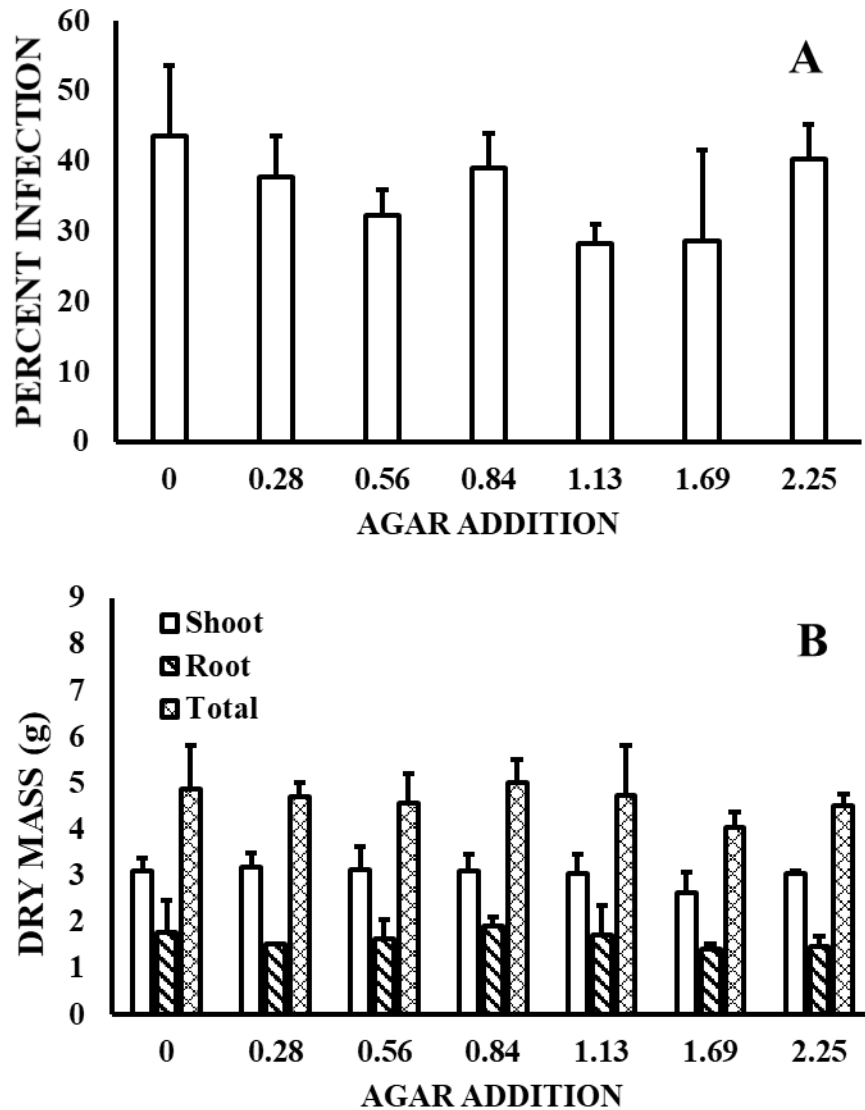 60
A
50
40
30
20
10
0
PERCENT INFECTION
0 0.28 0.56 0.84 1.13 1.69 2.25
AGAR ADDITION
9
Shoot
B
8
Root
7
Total
6
5
4
3
2
1
0
DRY MASS (g)
0 0.28 0.56 0.84 1.13 1.69 2.25
AGAR ADDITION